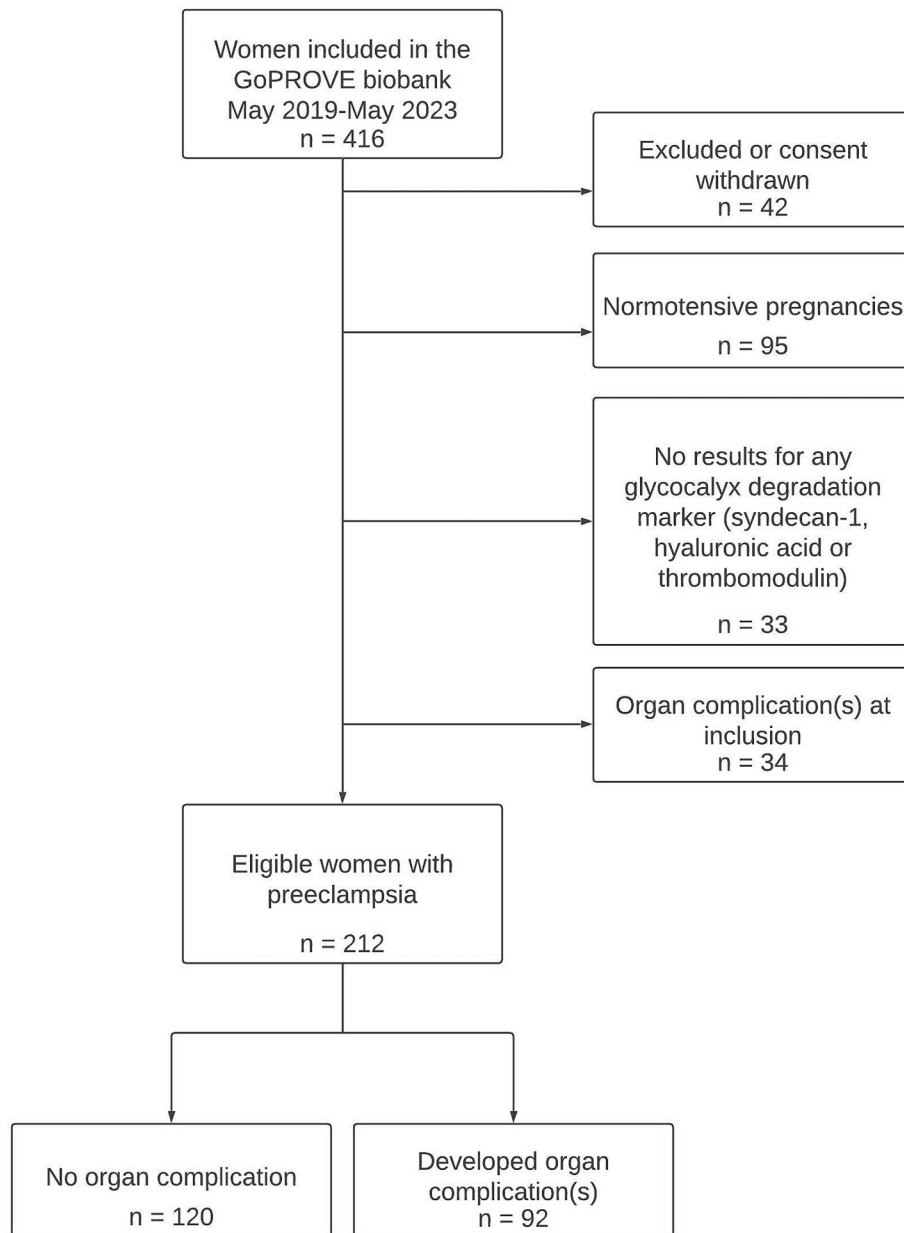 Women included in the
GoPROVE biobank
May 2019-May 2023
n = 416
Excluded or consent
withdrawn
n = 42
Normotensive pregnancies
n = 95
No results for any
glycocalyx degradation
marker (syndecan-1,
hyaluronic acid or
thrombomodulin)
n = 33
Organ complication(s) at
inclusion
n = 34
Eligible women with
preeclampsia
n = 212
No organ complication
n = 120
Developed organ
complication(s)
n = 92